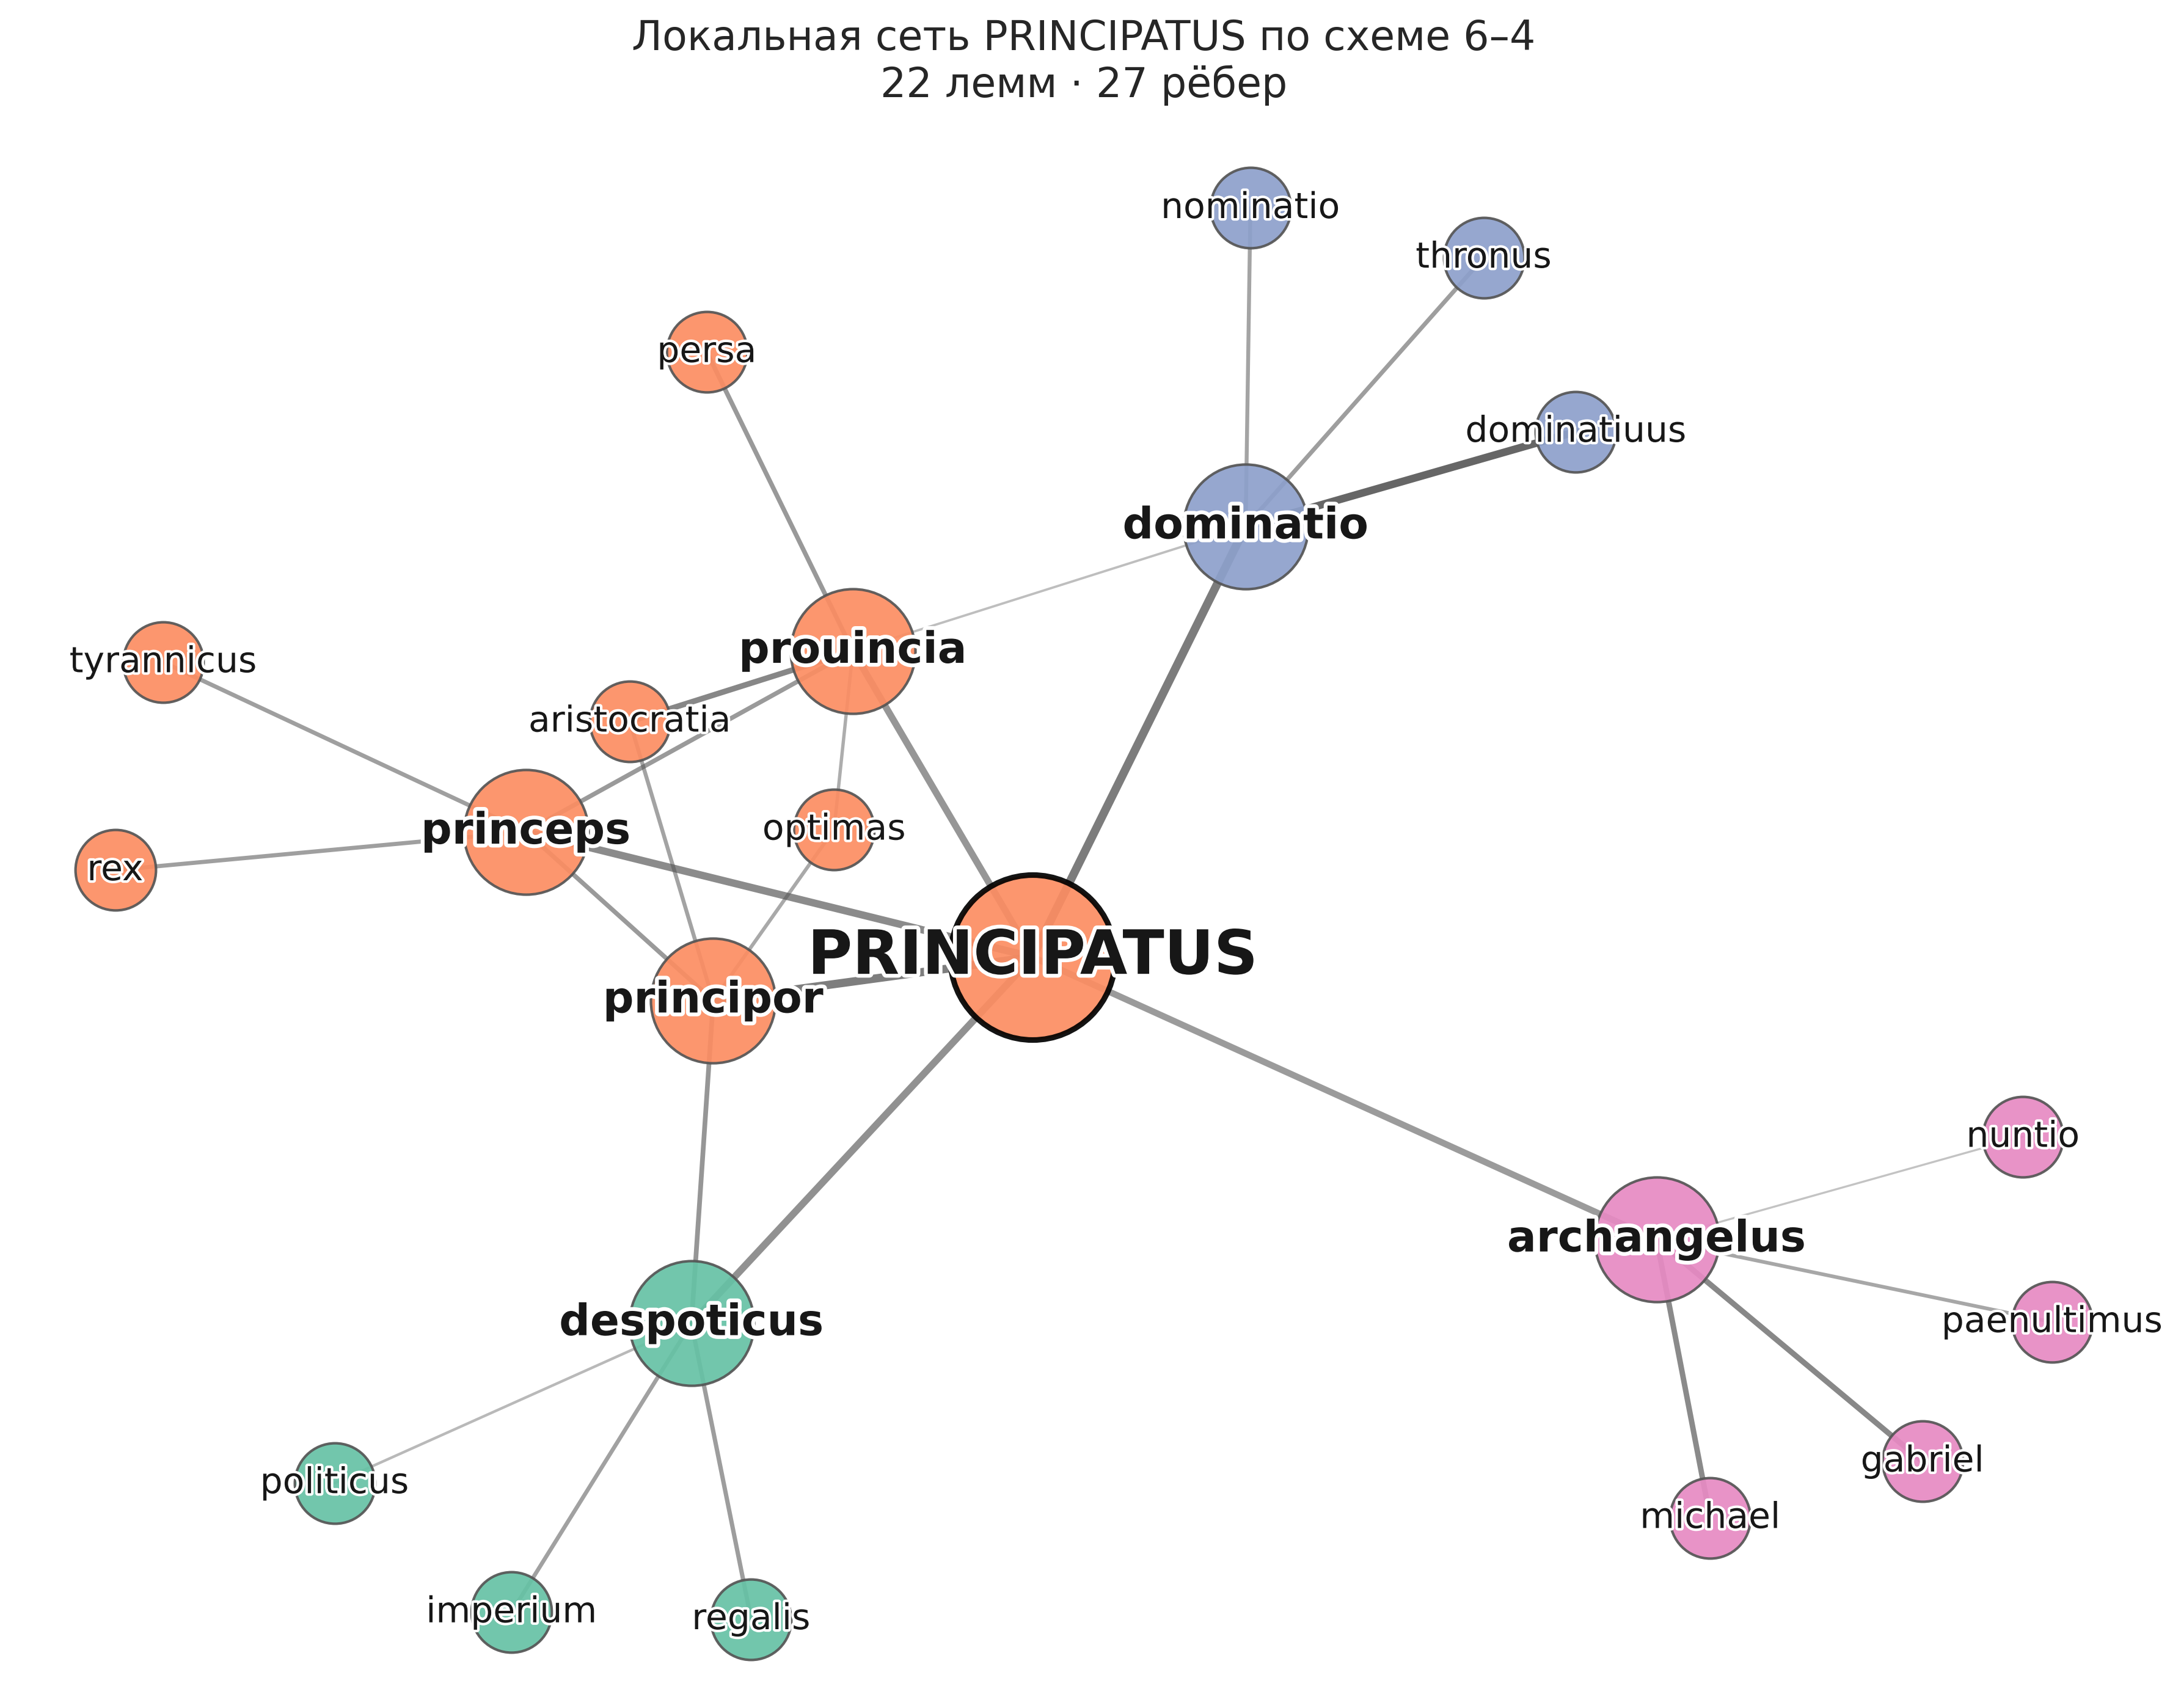 Локальная сеть PRINCIPATUS по схеме 6–4
22 лемм · 27 рёбер
nominatio
thronus
persa
dominatiuus
dominatio
prouincia
tyrannicus
aristocratia
princeps
optimas
rex
PRINCIPATUS
principor
nuntio
archangelus
despoticus
paenultimus
gabriel
politicus
michael
imperium
regalis